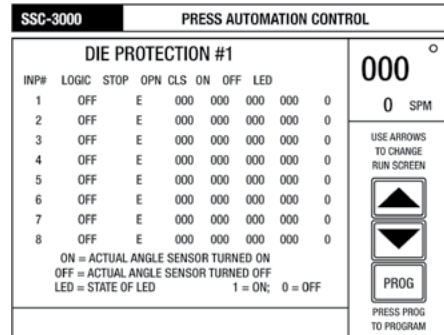 SSC-3000 PRESS AUTOMATION CONTROL
DIE PROTECTION #1
INP# LOGIC STOP OPN CLS ON OFF LED
1 OFF E 000 000 000 000 0
2 OFF E 000 000 000 000 0
3 OFF E 000 000 000 000 0
4 OFF E 000 000 000 000 0
5 OFF E 000 000 000 000 0
6 OFF E 000 000 000 000 0
7 OFF E 000 000 000 000 0
8 OFF E 000 000 000 000 0
ON = ACTUAL ANGLE SENSOR TURNED ON
OFF = ACTUAL ANGLE SENSOR TURNED OFF
LED = STATE OF LED 1 = ON; 0 = OFF
000 °
0 SPM
USE ARROWS
TO CHANGE
RUN SCREEN
PROG
PRESS PROG
TO PROGRAM